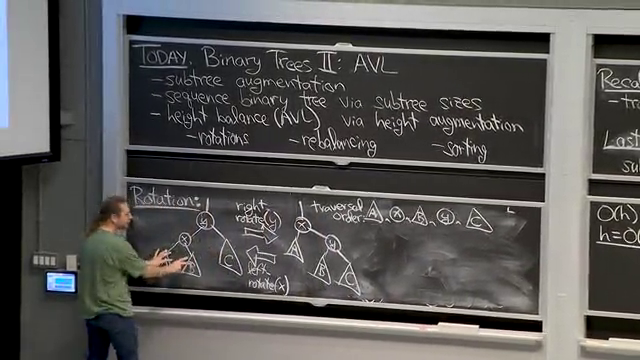 TODAY: Binary Trees II: AVL
- subtree augmentation
- sequence binary tree via subtree sizes
- height balance (AVL) via height augmentation
- rotations - rebalancing - sorting
Rotation:
right
rotate(y)
left
rotate(x)
traversal
order: A, x, B, y, C
y
x
B
C
x
y
A
B
C
Reca
Last
O(h)